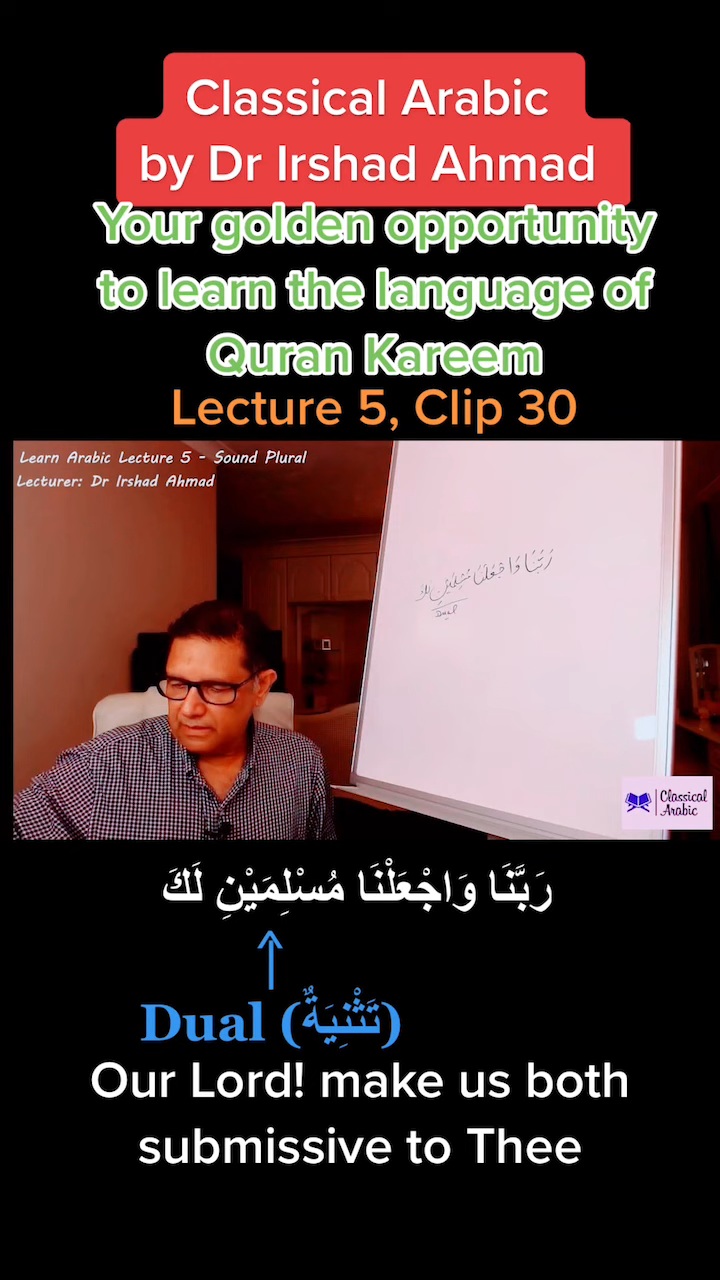 Classical Arabic
by Dr Irshad Ahmad
Your golden opportunity
to learn the language of
Quran Kareem
Lecture 5, Clip 30
Learn Arabic Lecture 5 - Sound Plural
Lecturer: Dr Irshad Ahmad
رَبَّنَا وَاجْعَلْنَا مُسْلِمَيْنِ لَكَ
Dual
Classical
Arabic
رَبَّنَا وَاجْعَلْنَا مُسْلِمَيْنِ لَكَ
↑
Dual (تَثْنِيَةٌ)
Our Lord! make us both
submissive to Thee